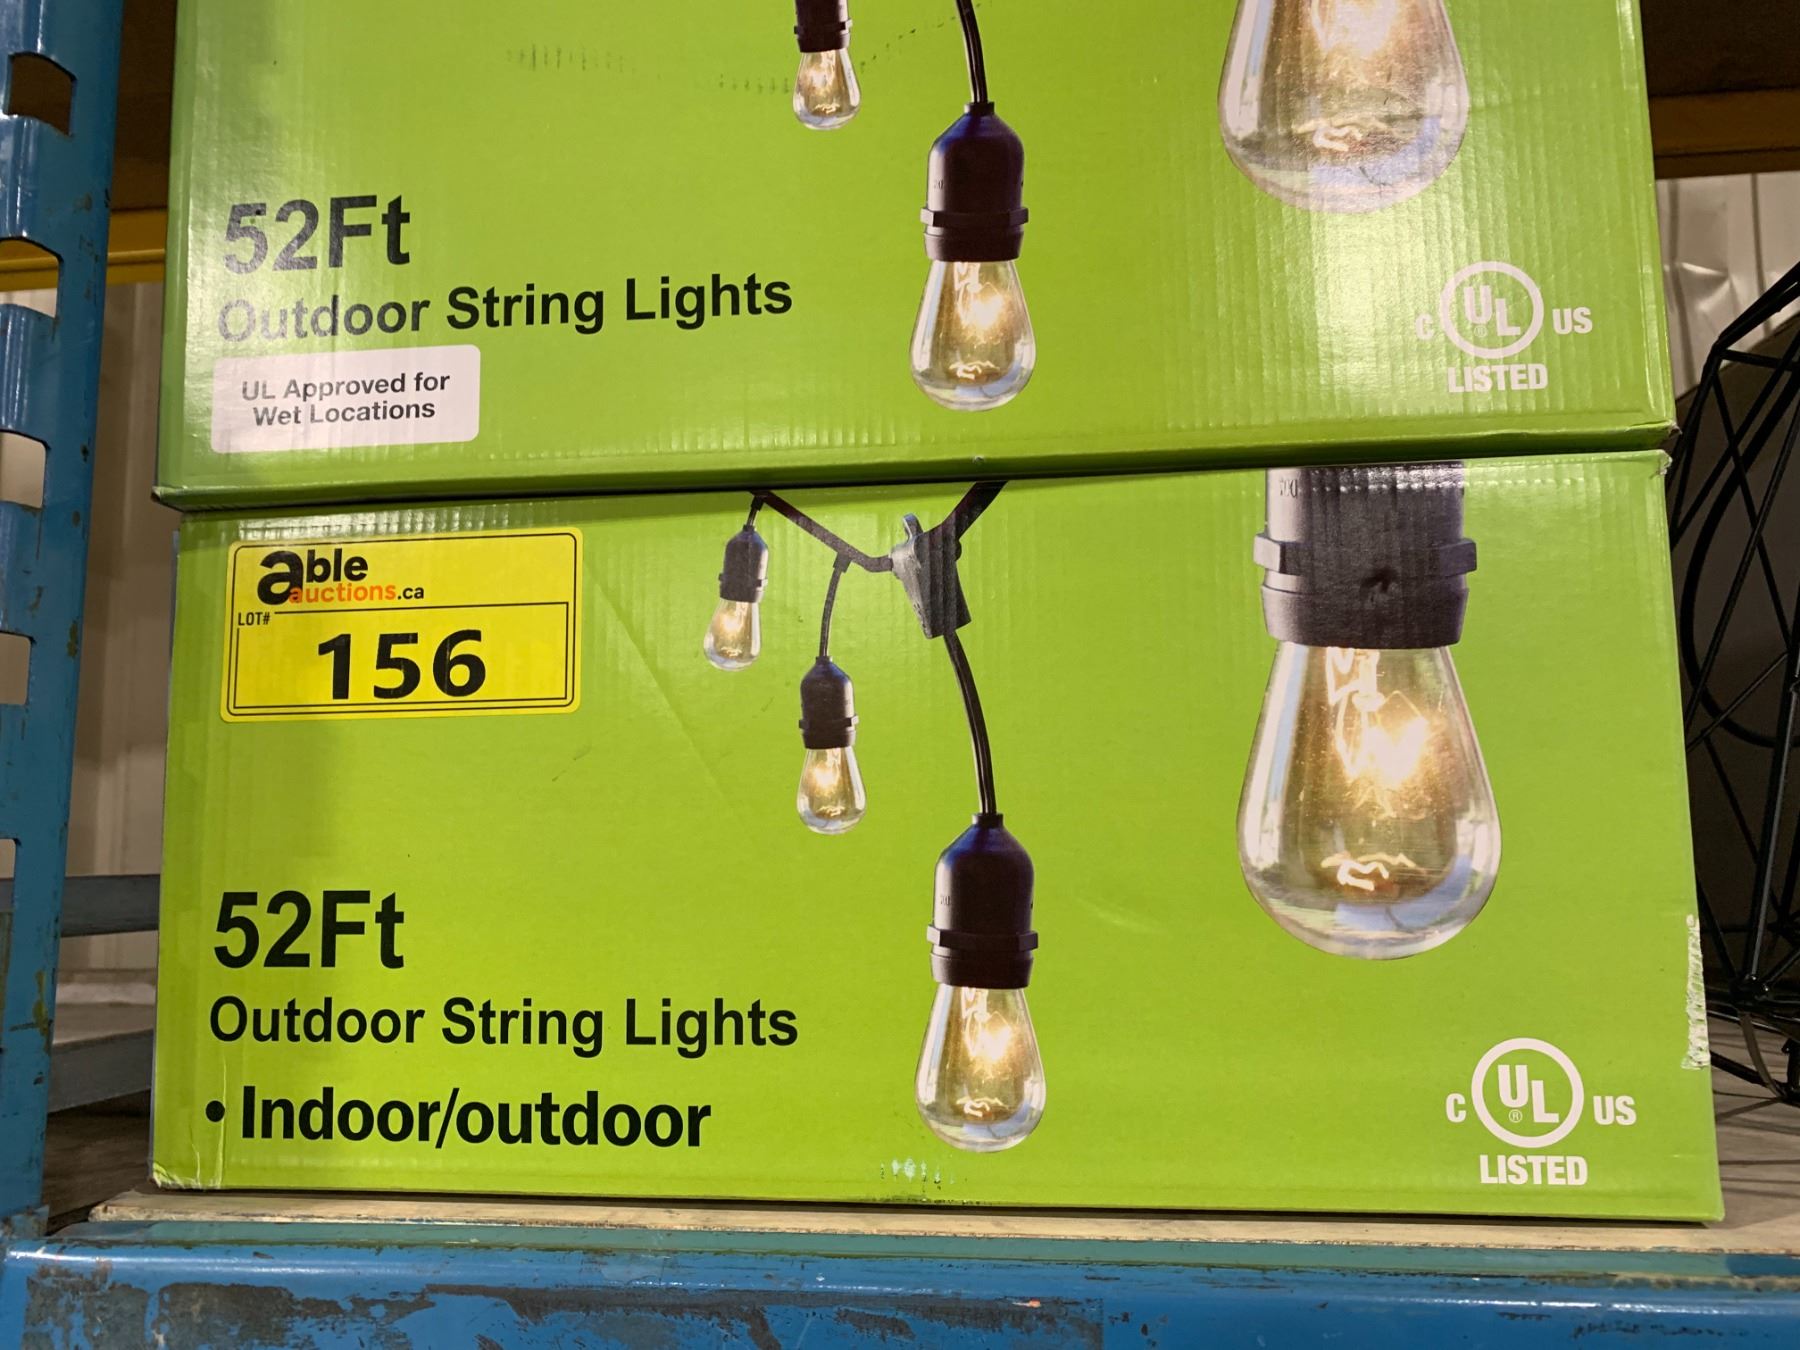 52Ft
Outdoor String Lights
UL Approved for
Wet Locations
C UL ® US
LISTED
able
auctions.ca
LOT#
156
52Ft
Outdoor String Lights
• Indoor/outdoor
C UL ® US
LISTED